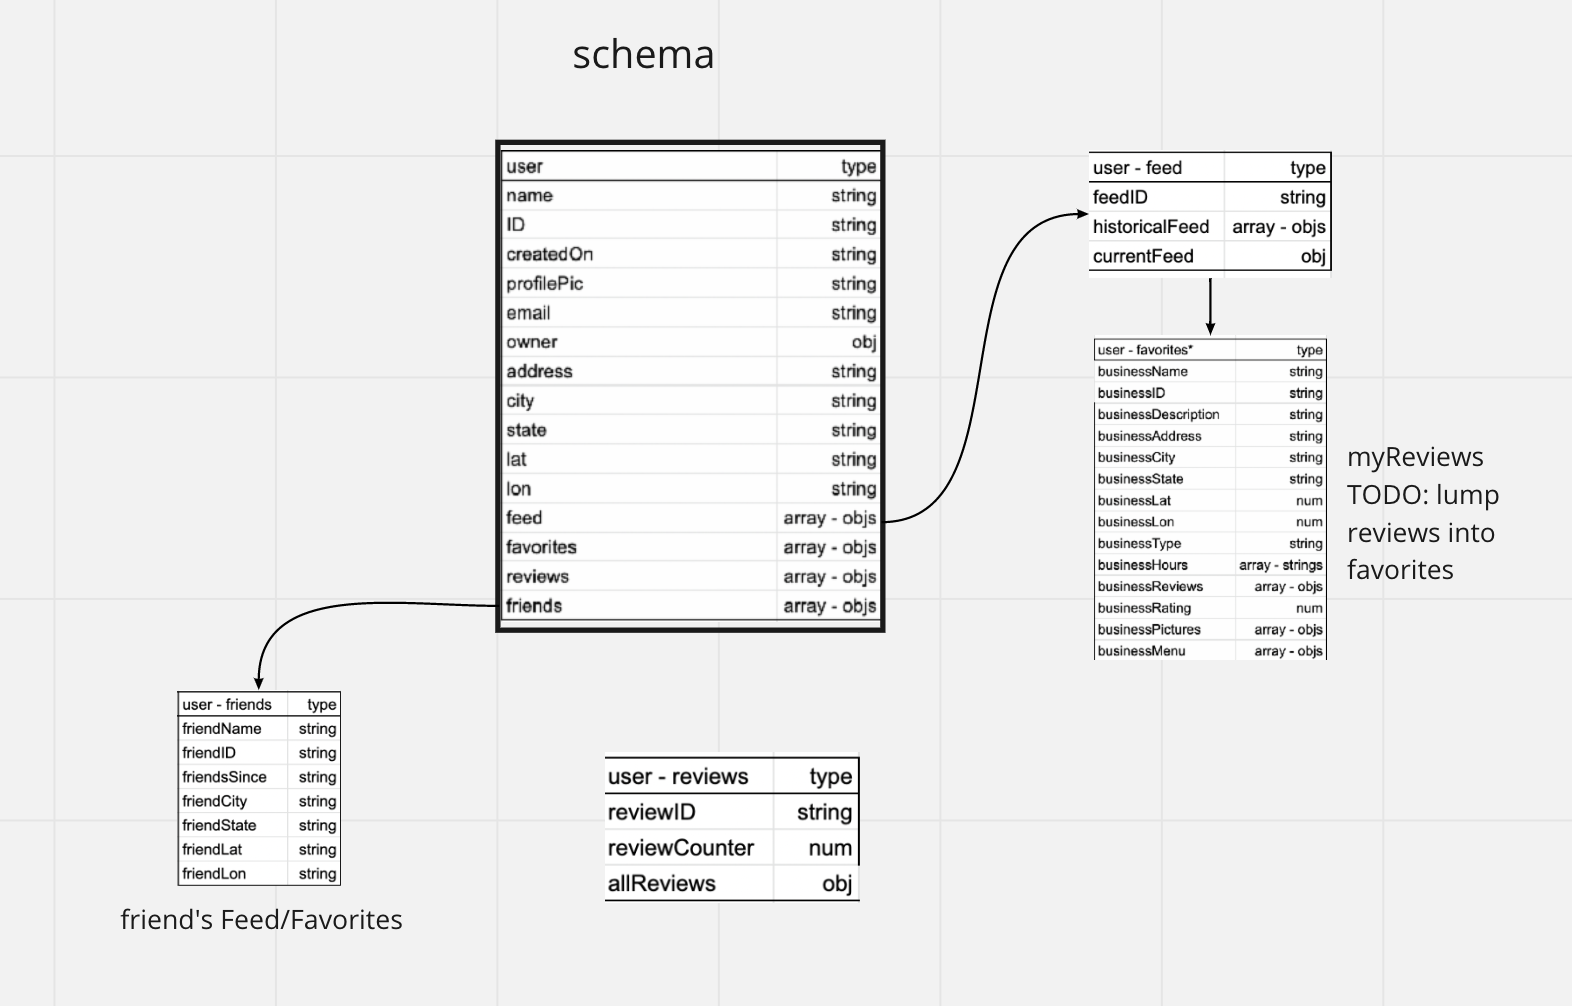 schema
user type
name string
ID string
createdOn string
profilePic string
email string
owner obj
address string
city string
state string
lat string
lon string
feed array - objs
favorites array - objs
reviews array - objs
friends array - objs
user - feed type
feedID string
historicalFeed array - objs
currentFeed obj
user - favorites* type
businessName string
businessID string
businessDescription string
businessAddress string
businessCity string
businessState string
businessLat num
businessLon num
businessType string
businessHours array - strings
businessReviews array - objs
businessRating num
businessPictures array - objs
businessMenu array - objs
myReviews
TODO: lump
reviews into
favorites
user - friends type
friendName string
friendID string
friendsSince string
friendCity string
friendState string
friendLat string
friendLon string
friend's Feed/Favorites
user - reviews type
reviewID string
reviewCounter num
allReviews obj